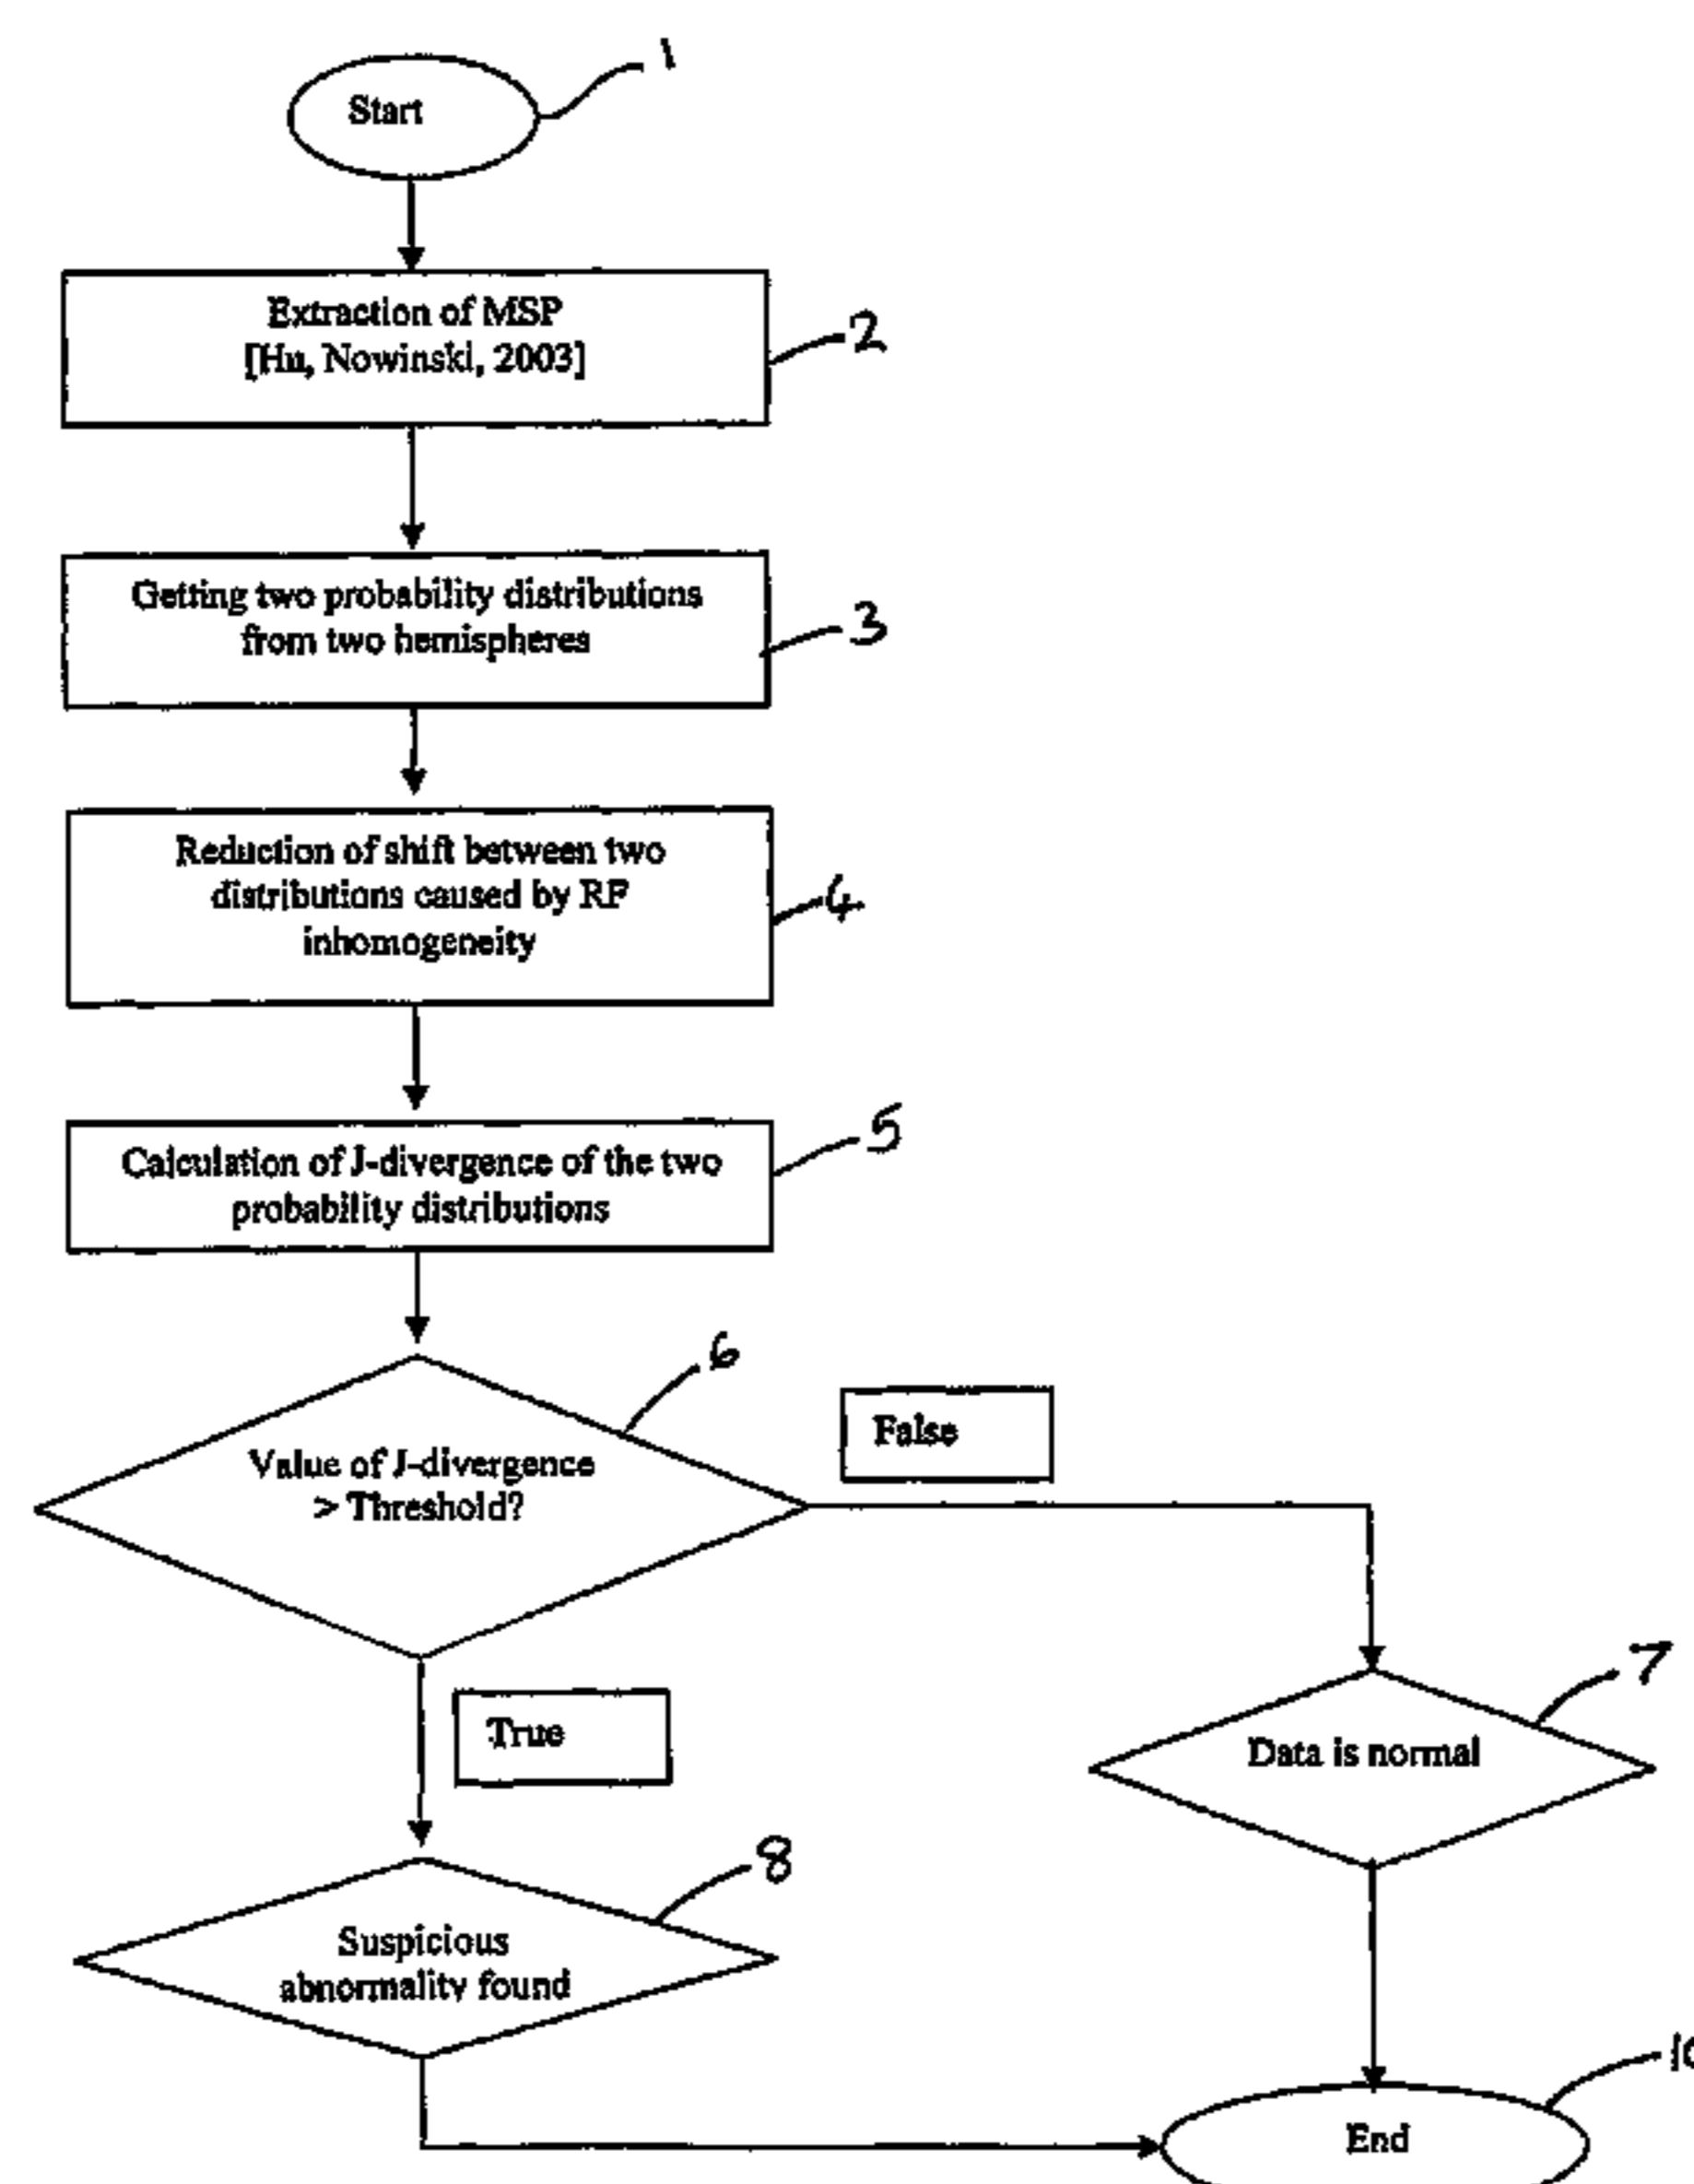 Start
1
Extraction of MSP
[Hu, Nowinski, 2003]
2
Getting two probability distributions
from two hemispheres
3
Reduction of shift between two
distributions caused by RF
inhomogeneity
4
Calculation of J-divergence of the two
probability distributions
5
6
Value of J-divergence
> Threshold?
False
True
7
Data is normal
8
Suspicious
abnormality found
10
End